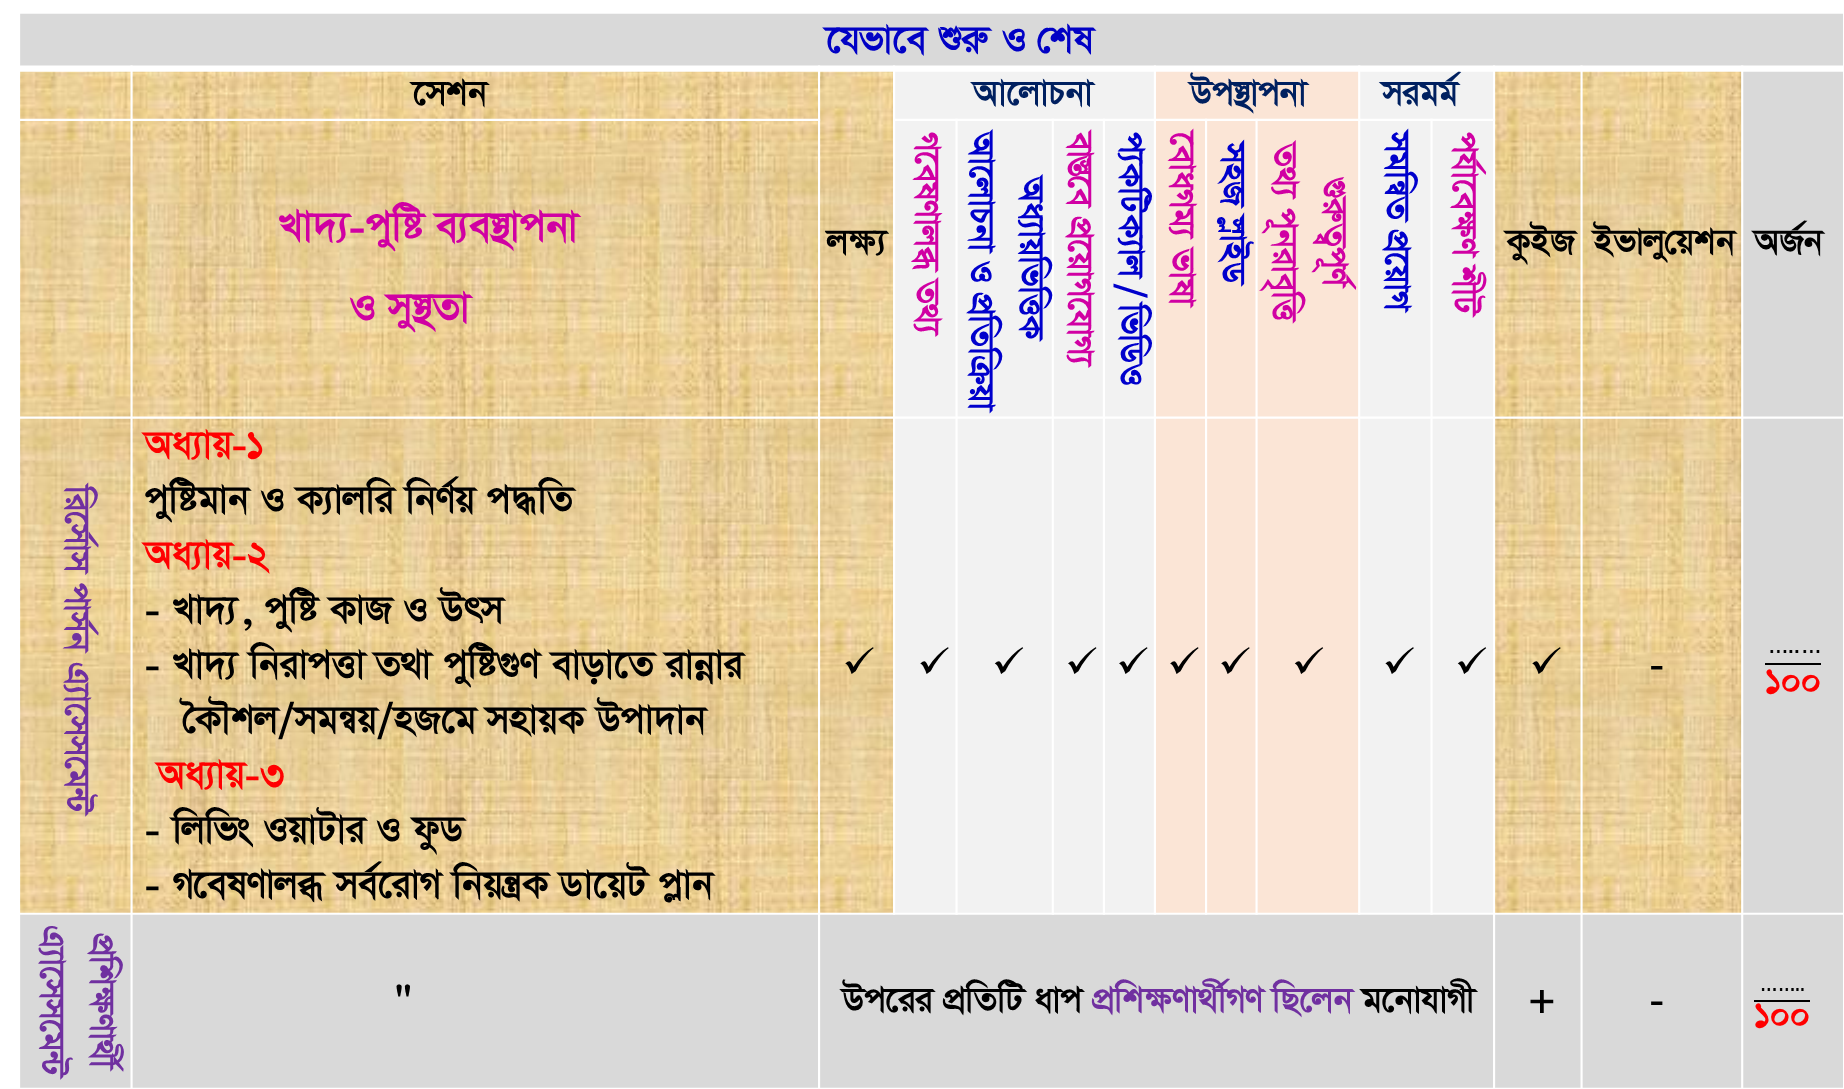 যেভাবে শুরু ও শেষ
সেশন
আলোচনা
উপস্থাপনা
সরমর্ম
খাদ্য-পুষ্টি ব্যবস্থাপনা
ও সুস্থতা
লক্ষ্য
গবেষণালব্ধ তথ্য
অধ্যায়ভিত্তিক
আলোচনা ও প্রতিক্রিয়া
বাস্তবে প্রয়োগযোগ্য
প্যকটিক্যাল / ভিডিও
বোধগম্য ভাষা
সহজ স্লাইড
গুরুত্বপূর্ণ
তথ্য পুনরাবৃত্তি
সমন্বিত প্রয়োগ
পর্যবেক্ষণ শীট
কুইজ
ইভালুয়েশন
অর্জন
রিসোর্স পার্সন এ্যাসেসমেন্ট
অধ্যায়-১
পুষ্টিমান ও ক্যালরি নির্ণয় পদ্ধতি
অধ্যায়-২
- খাদ্য, পুষ্টি কাজ ও উৎস
- খাদ্য নিরাপত্তা তথা পুষ্টিগুণ বাড়াতে রান্নার
কৌশল/সমন্বয়/হজমে সহায়ক উপাদান
অধ্যায়-৩
- লিভিং ওয়াটার ও ফুড
- গবেষণালব্ধ সর্বরোগ নিয়ন্ত্রক ডায়েট প্লান
✓ ✓ ✓ ✓ ✓ ✓ ✓ ✓ ✓ ✓ ✓ -
........
১০০
প্রশিক্ষণার্থী
এ্যাসেসমেন্ট
"
উপরের প্রতিটি ধাপ প্রশিক্ষণার্থীগণ ছিলেন মনোযাগী
+
-
........
১০০